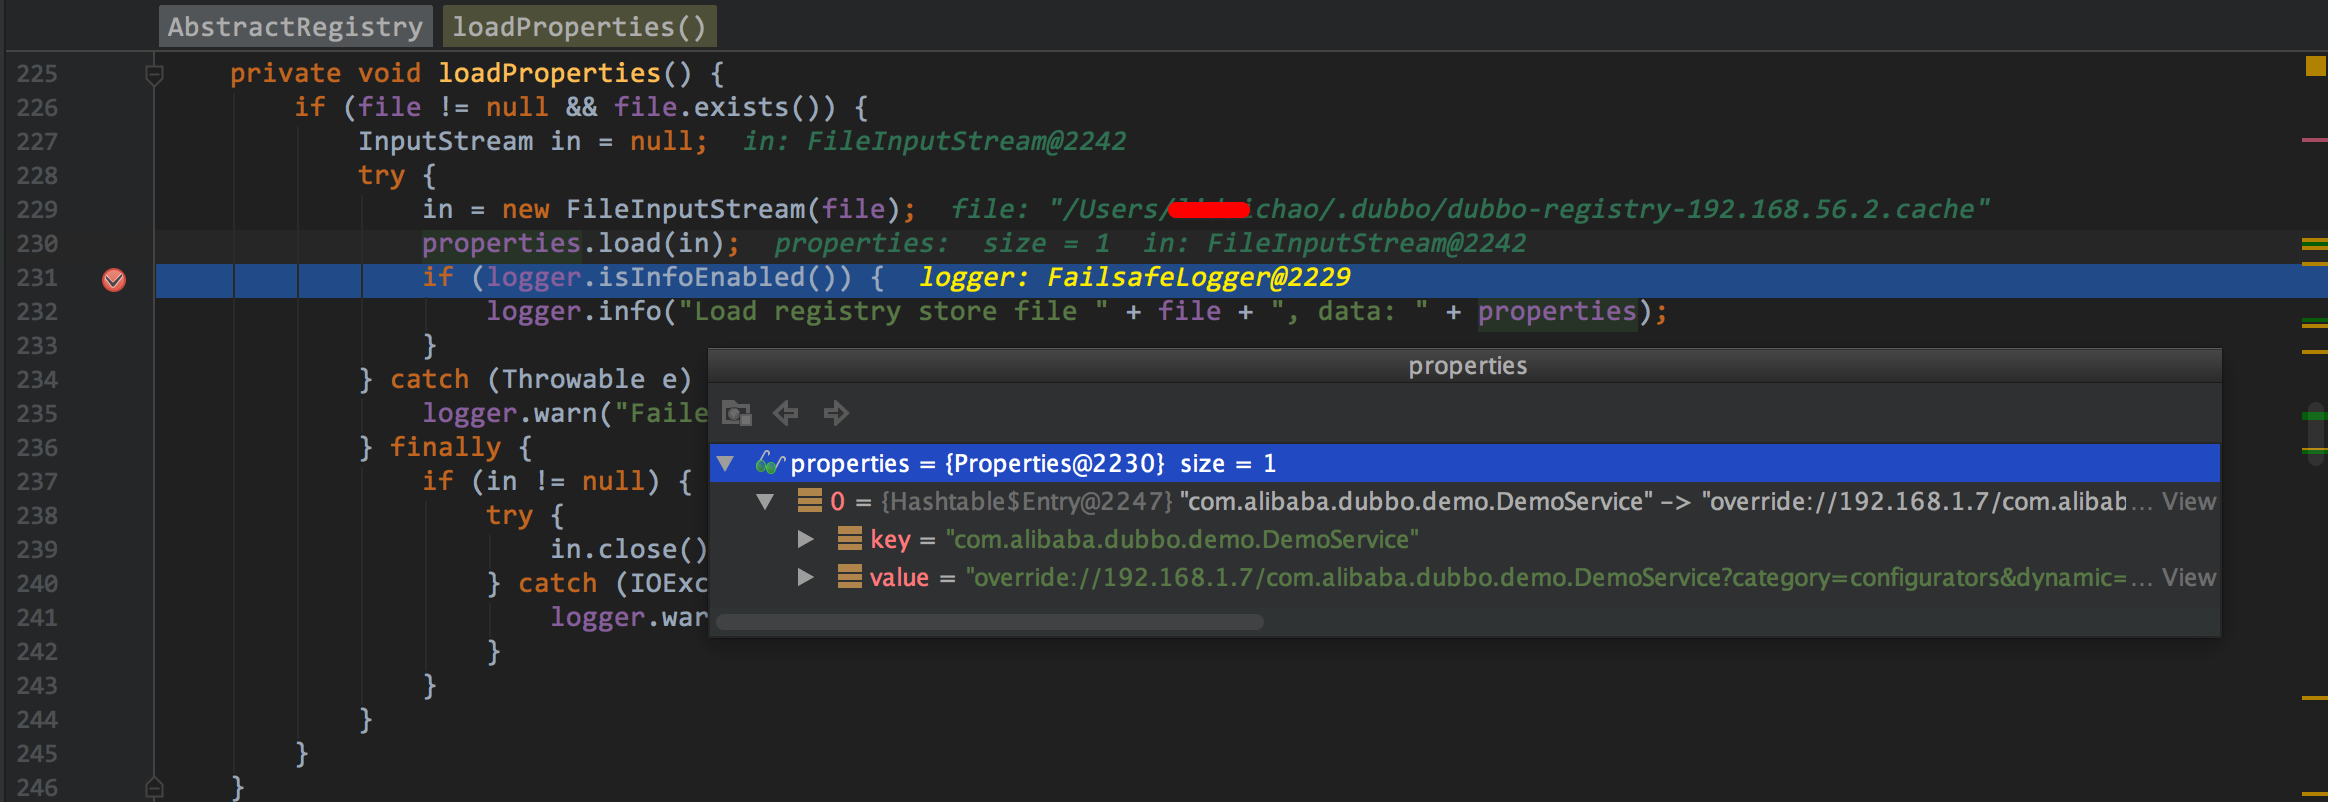 AbstractRegistry loadProperties()
225 private void loadProperties() {
226 if (file != null && file.exists()) {
227 InputStream in = null; in: FileInputStream@2242
228 try {
229 in = new FileInputStream(file); file: "/Users/ichao/.dubbo/dubbo-registry-192.168.56.2.cache"
230 properties.load(in); properties: size = 1 in: FileInputStream@2242
231 if (logger.isInfoEnabled()) { logger: FailsafeLogger@2229
232 logger.info("Load registry store file " + file + ", data: " + properties);
233 }
234 } catch (Throwable e)
235 logger.warn("Faile
236 } finally {
237 if (in != null) {
238 try {
239 in.close()
240 } catch (IOExc
241 logger.war
242 }
243 }
244 }
245 }
246 }
properties
properties = {Properties@2230} size = 1
0 = {Hashtable$Entry@2247} "com.alibaba.dubbo.demo.DemoService" -> "override://192.168.1.7/com.alibab... View
key = "com.alibaba.dubbo.demo.DemoService"
value = "override://192.168.1.7/com.alibaba.dubbo.demo.DemoService?category=configurators&dynamic=... View